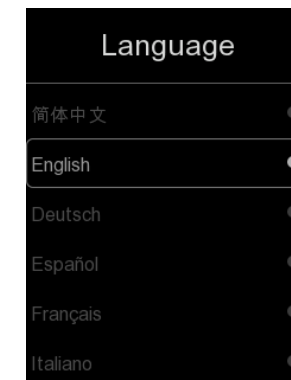 Language
简体中文
English
Deutsch
Español
Français
Italiano